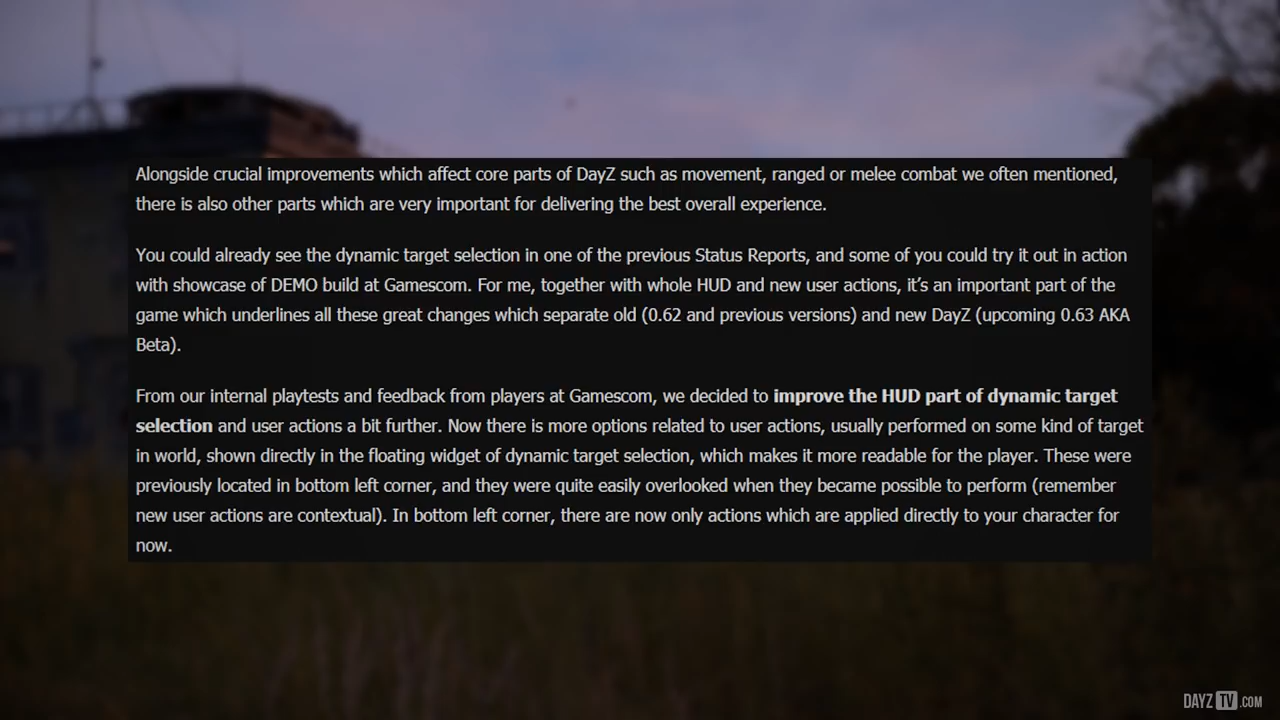 Alongside crucial improvements which affect core parts of DayZ such as movement, ranged or melee combat we often mentioned,
there is also other parts which are very important for delivering the best overall experience.
You could already see the dynamic target selection in one of the previous Status Reports, and some of you could try it out in action
with showcase of DEMO build at Gamescom. For me, together with whole HUD and new user actions, it’s an important part of the
game which underlines all these great changes which separate old (0.62 and previous versions) and new DayZ (upcoming 0.63 AKA
Beta).
From our internal playtests and feedback from players at Gamescom, we decided to improve the HUD part of dynamic target
selection and user actions a bit further. Now there is more options related to user actions, usually performed on some kind of target
in world, shown directly in the floating widget of dynamic target selection, which makes it more readable for the player. These were
previously located in bottom left corner, and they were quite easily overlooked when they became possible to perform (remember
new user actions are contextual). In bottom left corner, there are now only actions which are applied directly to your character for
now.
DAYZ TV .COM